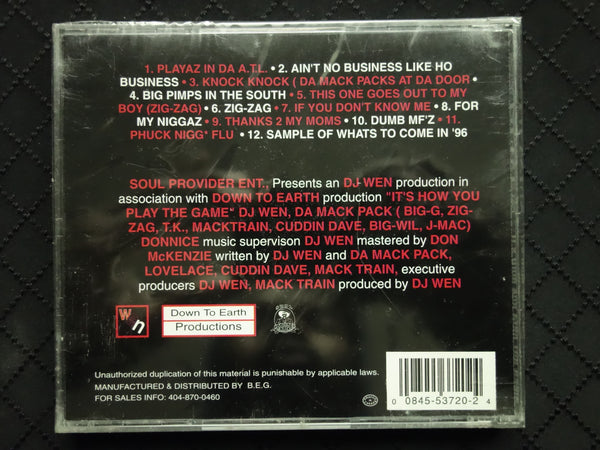 1. PLAYAZ IN DA A.T.L. • 2. AIN'T NO BUSINESS LIKE HO
BUSINESS • 3. KNOCK KNOCK ( DA MACK PACKS AT DA DOOR •
4. BIG PIMPS IN THE SOUTH • 5. THIS ONE GOES OUT TO MY
BOY (ZIG-ZAG) • 6. ZIG-ZAG • 7. IF YOU DON'T KNOW ME • 8. FOR
MY NIGGAZ • 9. THANKS 2 MY MOMS • 10. DUMB MF'Z • 11.
PHUCK NIGG* FLU • 12. SAMPLE OF WHATS TO COME IN '96
SOUL PROVIDER ENT., Presents an DJ WEN production in
association with DOWN TO EARTH production "IT'S HOW YOU
PLAY THE GAME" DJ WEN, DA MACK PACK ( BIG-G, ZIG-
ZAG, T.K., MACKTRAIN, CUDDIN DAVE, BIG-WIL, J-MAC)
DONNICE music supervison DJ WEN mastered by DON
McKENZIE written by DJ WEN and DA MACK PACK,
LOVELACE, CUDDIN DAVE, MACK TRAIN, executive
producers DJ WEN, MACK TRAIN produced by DJ WEN
W n
Down To Earth
Productions
Unauthorized duplication of this material is punishable by applicable laws.
MANUFACTURED & DISTRIBUTED BY B.E.G.
FOR SALES INFO: 404-870-0460
0 0845-53720-2 4